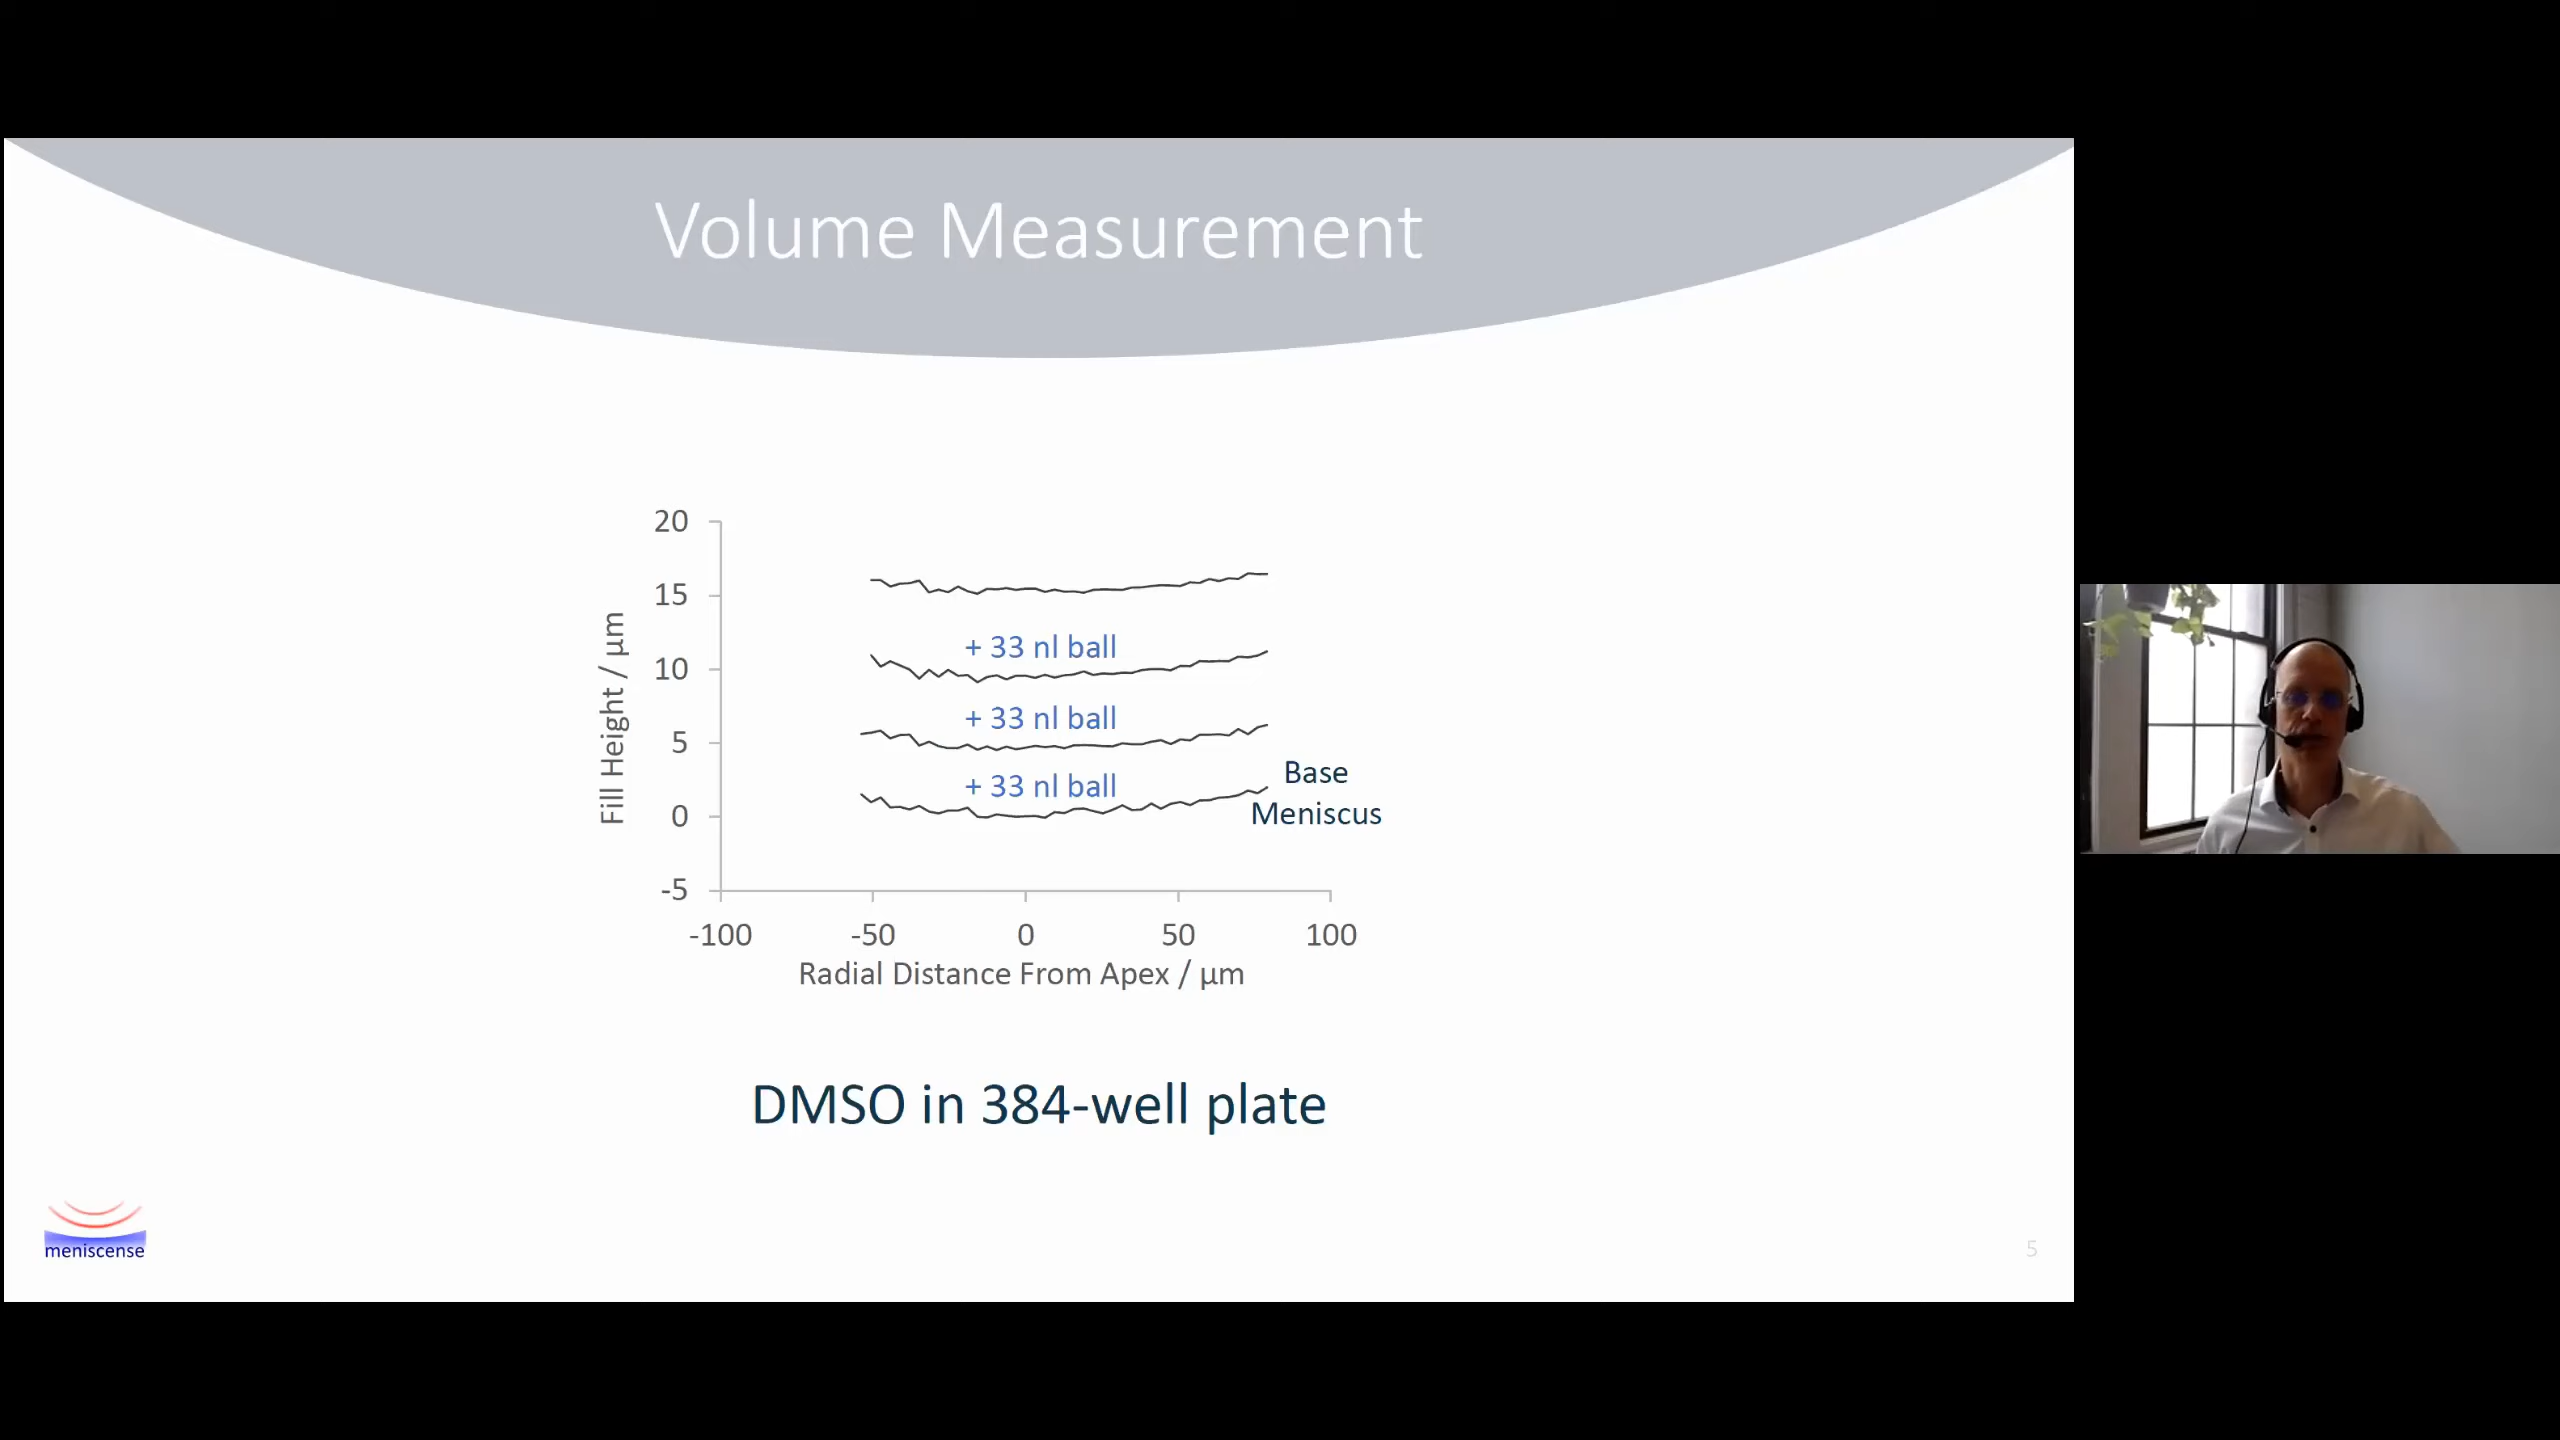 Volume Measurement
20
15
10
5
0
-5
Fill Height / µm
+ 33 nl ball
+ 33 nl ball
+ 33 nl ball
Base
Meniscus
-100 -50 0 50 100
Radial Distance From Apex / µm
DMSO in 384-well plate
meniscense
5